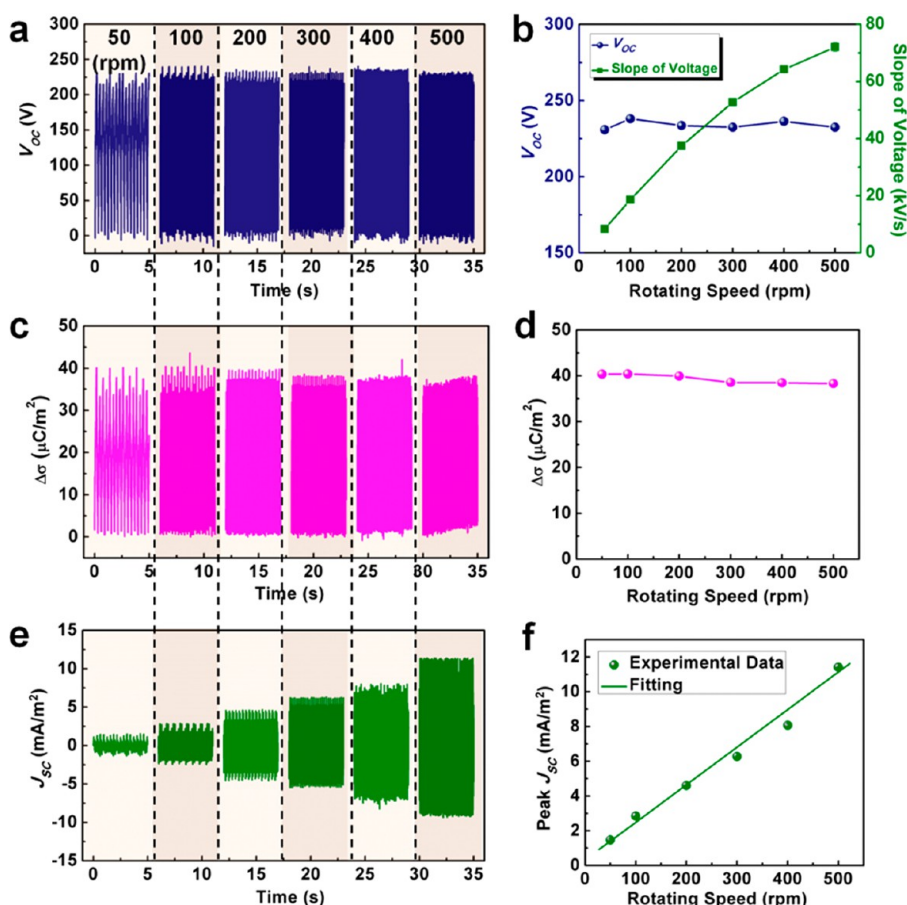 a
50 100 200 300 400 500
(rpm)
300
250
200
150
100
50
0
V_OC (V)
0 5 10 15 20 25 30 35
Time (s)
b
V_OC
Slope of Voltage
300
250
200
150
V_OC (V)
80
60
40
20
0
Slope of Voltage (kV/s)
100 200 300 400 500
Rotating Speed (rpm)
c
50
40
30
20
10
0
Δσ (μC/m²)
0 5 10 15 20 25 30 35
Time (s)
d
50
40
30
20
10
0
Δσ (μC/m²)
100 200 300 400 500
Rotating Speed (rpm)
e
15
10
5
0
-5
-10
-15
J_SC (mA/m²)
0 5 10 15 20 25 30 35
Time (s)
f
Experimental Data
Fitting
12
10
8
6
4
2
0
Peak J_SC (mA/m²)
0 100 200 300 400 500
Rotating Speed (rpm)